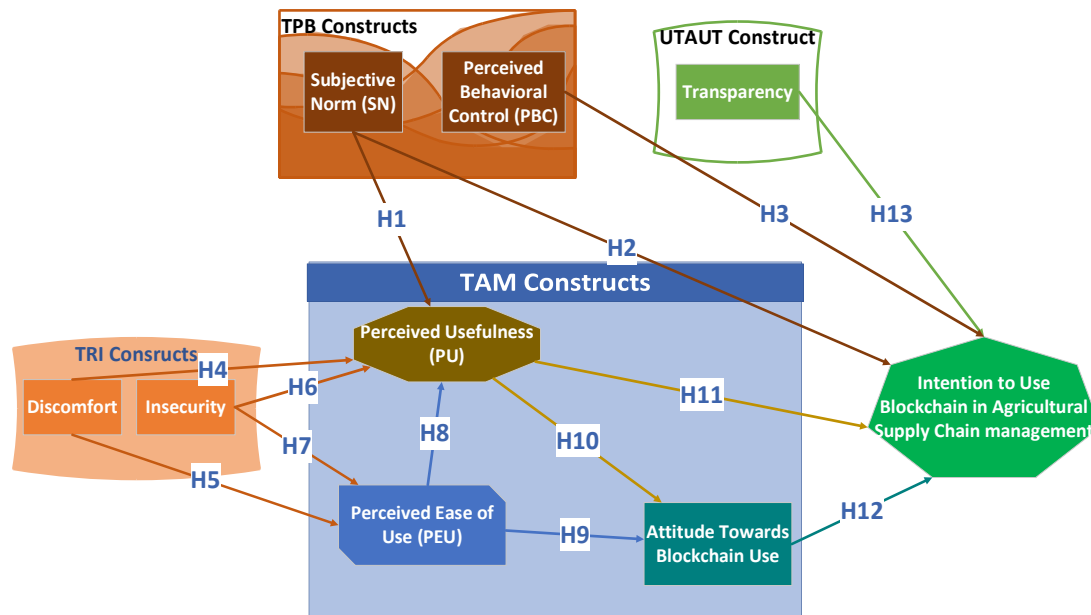 TPB Constructs
Subjective
Norm (SN)
Perceived
Behavioral
Control (PBC)
UTAUT Construct
Transparency
H1
H2
H3
H13
TAM Constructs
Perceived Usefulness
(PU)
TRI Consructs
Discomfort
Insecurity
H4
H6
H7
H5
H8
H10
H11
H9
H12
Perceived Ease of
Use (PEU)
Attitude Towards
Blockchain Use
Intention to Use
Blockchain in Agricultural
Supply Chain management